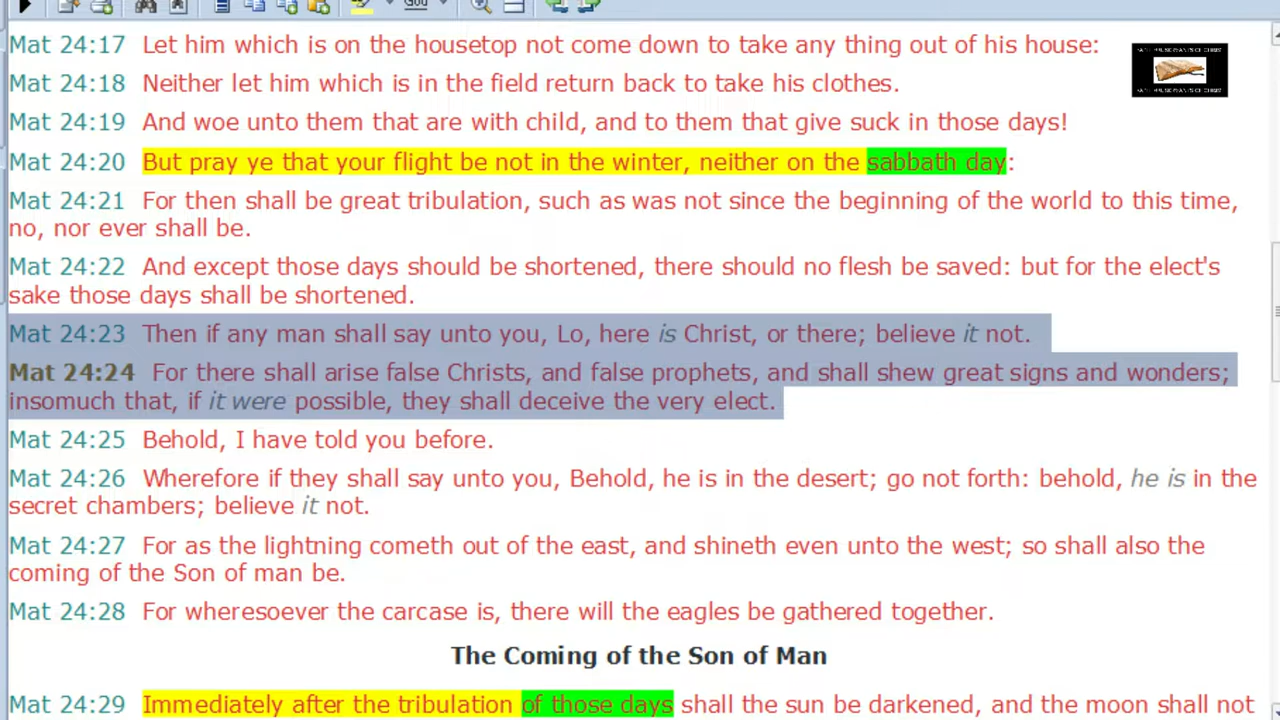 God
Mat 24:17 Let him which is on the housetop not come down to take any thing out of his house:
Mat 24:18 Neither let him which is in the field return back to take his clothes.
Mat 24:19 And woe unto them that are with child, and to them that give suck in those days!
Mat 24:20 But pray ye that your flight be not in the winter, neither on the sabbath day:
Mat 24:21 For then shall be great tribulation, such as was not since the beginning of the world to this time,
no, nor ever shall be.
Mat 24:22 And except those days should be shortened, there should no flesh be saved: but for the elect's
sake those days shall be shortened.
Mat 24:23 Then if any man shall say unto you, Lo, here is Christ, or there; believe it not.
Mat 24:24 For there shall arise false Christs, and false prophets, and shall shew great signs and wonders;
insomuch that, if it were possible, they shall deceive the very elect.
Mat 24:25 Behold, I have told you before.
Mat 24:26 Wherefore if they shall say unto you, Behold, he is in the desert; go not forth: behold, he is in the
secret chambers; believe it not.
Mat 24:27 For as the lightning cometh out of the east, and shineth even unto the west; so shall also the
coming of the Son of man be.
Mat 24:28 For wheresoever the carcase is, there will the eagles be gathered together.
The Coming of the Son of Man
Mat 24:29 Immediately after the tribulation of those days shall the sun be darkened, and the moon shall not